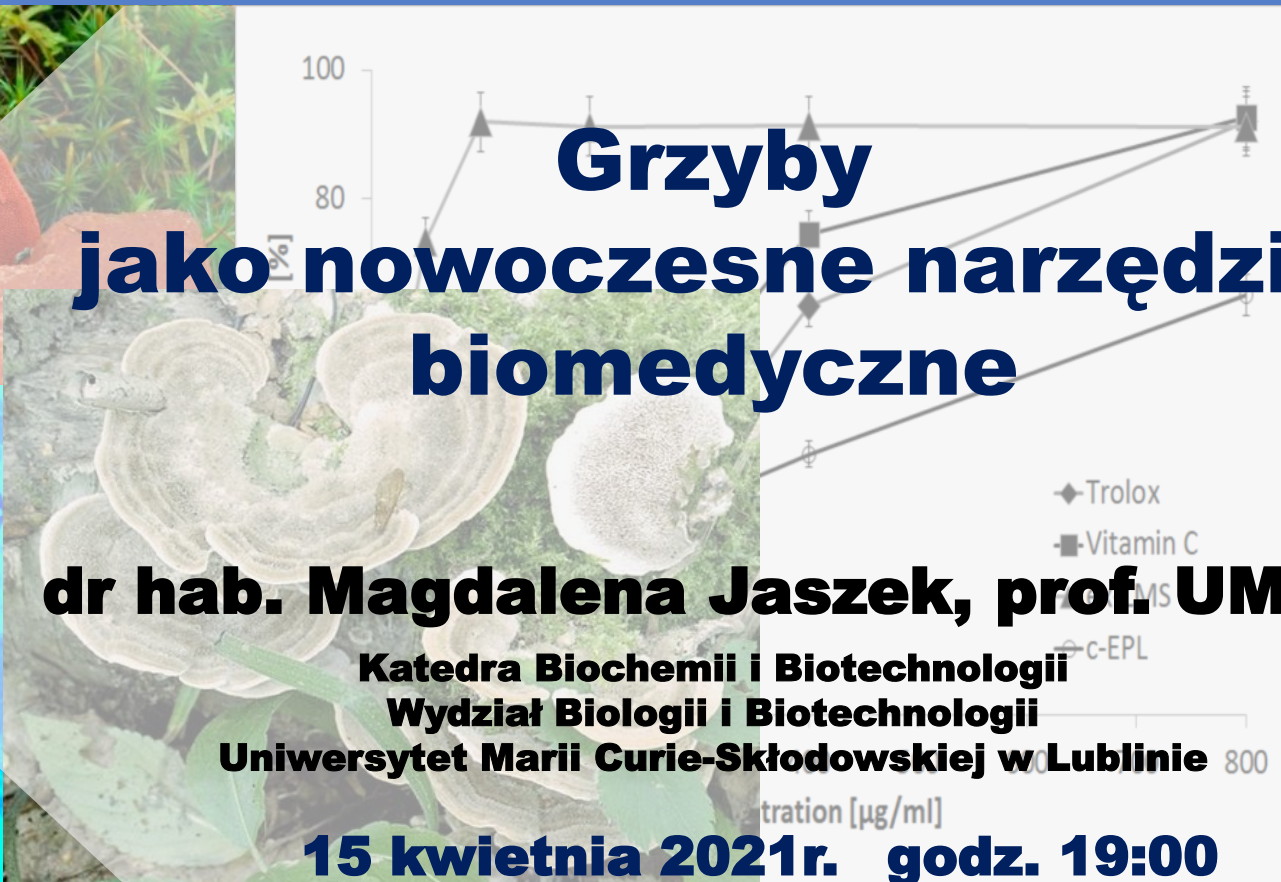 100
Grzyby
80
[%]
jako nowoczesne narzędzi
biomedyczne
Trolox
Vitamin C
dr hab. Magdalena Jaszek, prof. UM
c-EPL
Katedra Biochemii i Biotechnologii
Wydział Biologii i Biotechnologii
Uniwersytet Marii Curie-Skłodowskiej w Lublinie
800
tration [µg/ml]
15 kwietnia 2021r. godz. 19:00